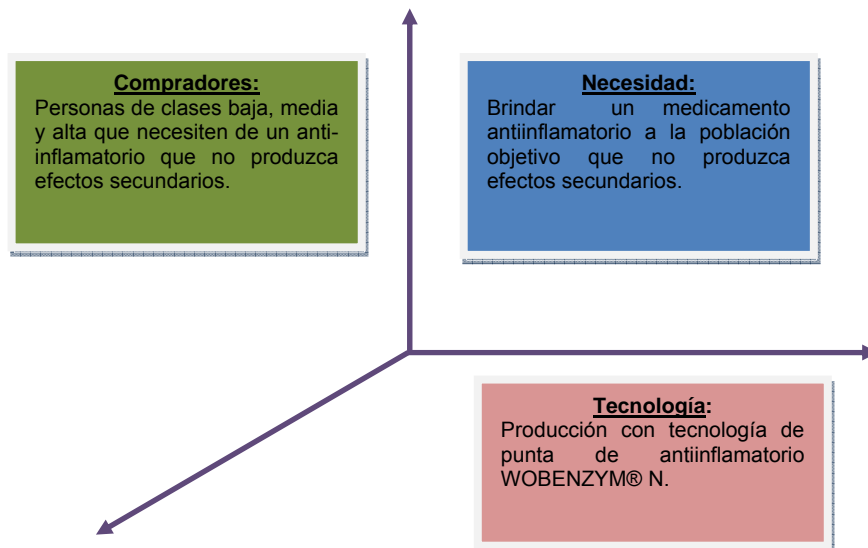 Compradores:
Personas de clases baja, media
y alta que necesiten de un anti-
inflamatorio que no produzca
efectos secundarios.
Necesidad:
Brindar un medicamento
antiinflamatorio a la población
objetivo que no produzca
efectos secundarios.
Tecnología:
Producción con tecnología de
punta de antiinflamatorio
WOBENZYM® N.